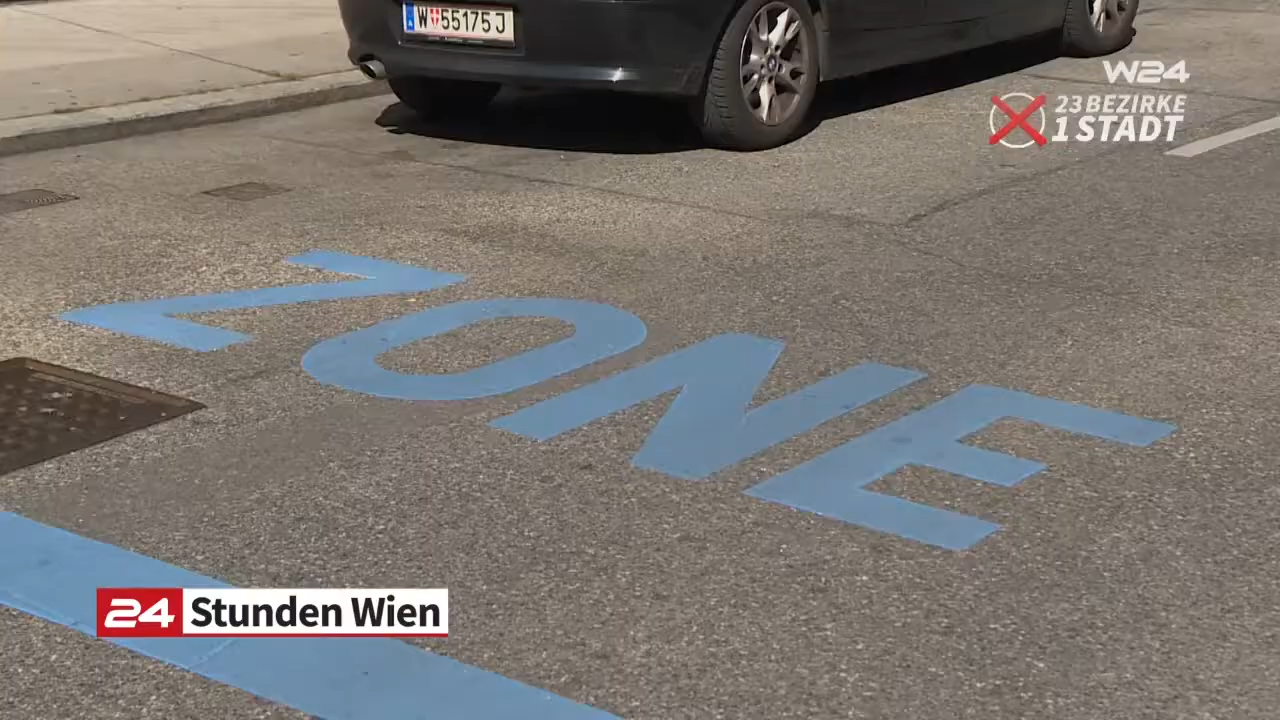 W 55175 J
W24
23 BEZIRKE
1 STADT
ZONE
24 Stunden Wien